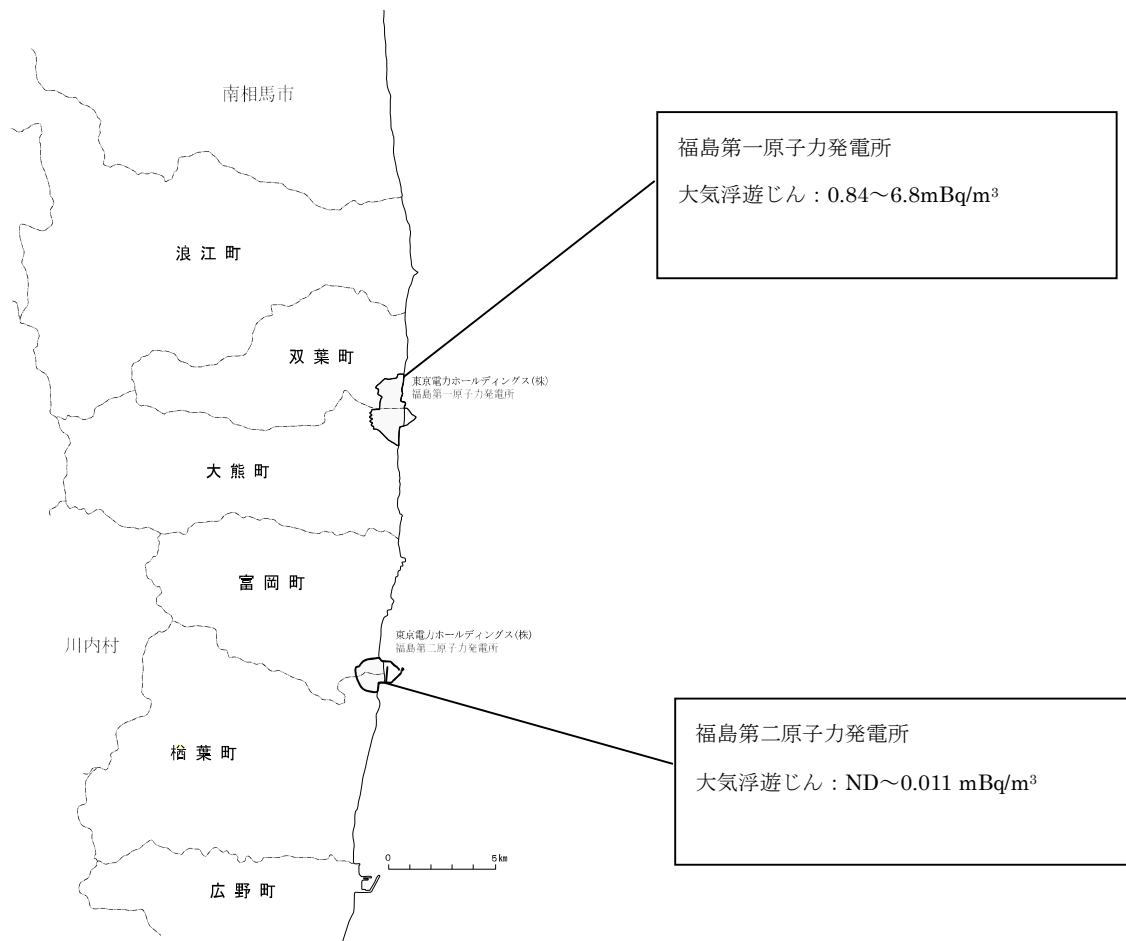 南相馬市
福島第一原子力発電所
大気浮遊じん：0.84～6.8mBq/m³
浪江町
双葉町
東京電力ホールディングス(株)
福島第一原子力発電所
大熊町
富岡町
東京電力ホールディングス(株)
福島第二原子力発電所
川内村
福島第二原子力発電所
大気浮遊じん：ND～0.011 mBq/m³
楢葉町
0 5km
広野町